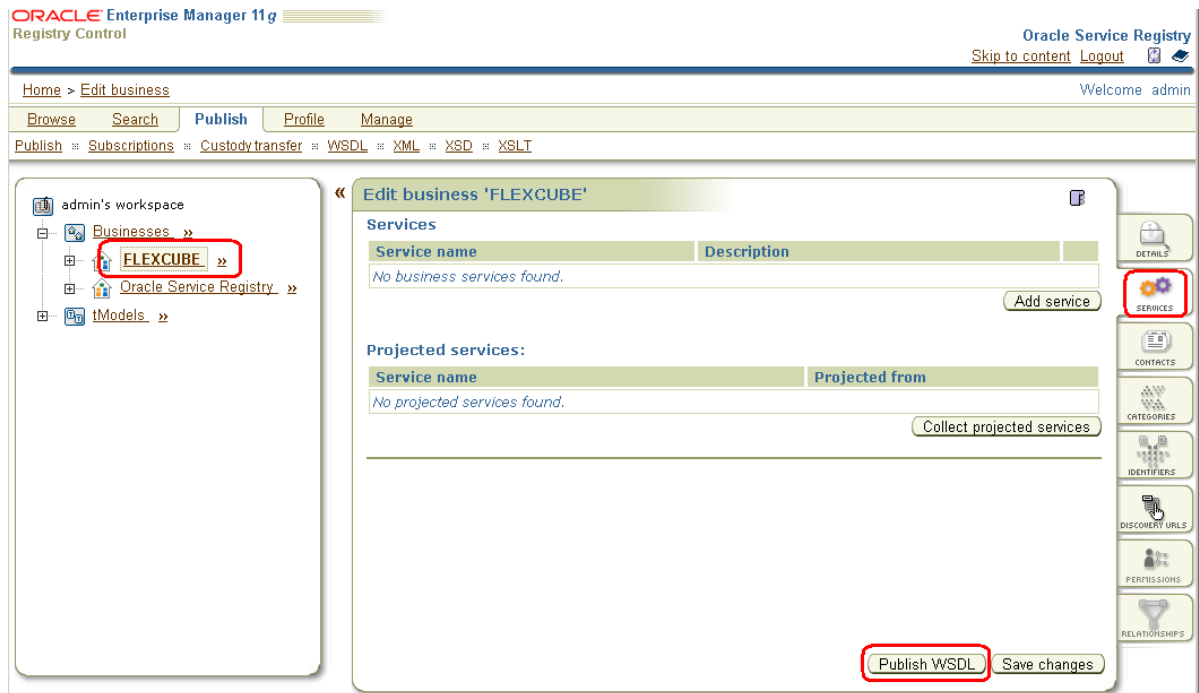 ORACLE Enterprise Manager 11g
Registry Control
Oracle Service Registry
Skip to content Logout
Home > Edit business
Welcome admin
Browse Search Publish Profile Manage
Publish Subscriptions Custody transfer WSDL XML XSD XSLT
admin's workspace
Businesses »
FLEXCUBE »
Oracle Service Registry »
tModels »
«
Edit business 'FLEXCUBE'
Services
Service name Description
No business services found.
Add service
Projected services:
Service name Projected from
No projected services found.
Collect projected services
Publish WSDL Save changes
DETAILS
SERVICES
CONTACTS
CATEGORIES
IDENTIFIERS
DISCOVERY URLS
PERMISSIONS
RELATIONSHIPS